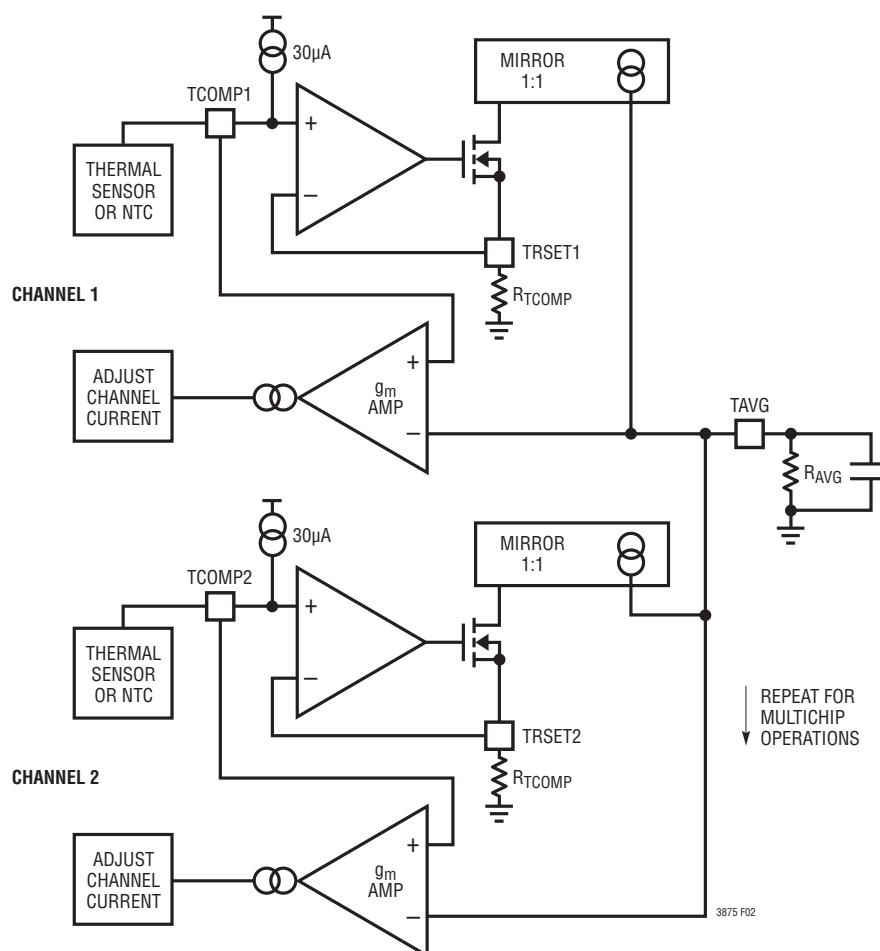 30µA
MIRROR
1:1
TCOMP1
+
–
THERMAL
SENSOR
OR NTC
TRSET1
RTCOMP
CHANNEL 1
ADJUST
CHANNEL
CURRENT
+
gm
AMP
–
TAVG
RAVG
30µA
MIRROR
1:1
TCOMP2
+
–
THERMAL
SENSOR
OR NTC
TRSET2
RTCOMP
REPEAT FOR
MULTICHIP
OPERATIONS
CHANNEL 2
ADJUST
CHANNEL
CURRENT
+
gm
AMP
–
3875 F02